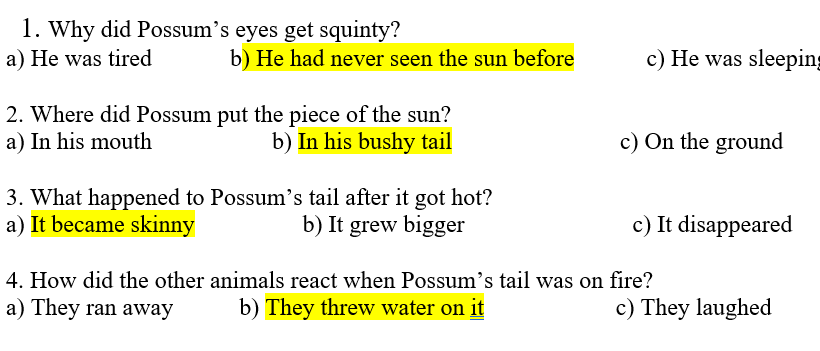 1. Why did Possum’s eyes get squinty?
a) He was tired b) He had never seen the sun before c) He was sleeping
2. Where did Possum put the piece of the sun?
a) In his mouth b) In his bushy tail c) On the ground
3. What happened to Possum’s tail after it got hot?
a) It became skinny b) It grew bigger c) It disappeared
4. How did the other animals react when Possum’s tail was on fire?
a) They ran away b) They threw water on it c) They laughed